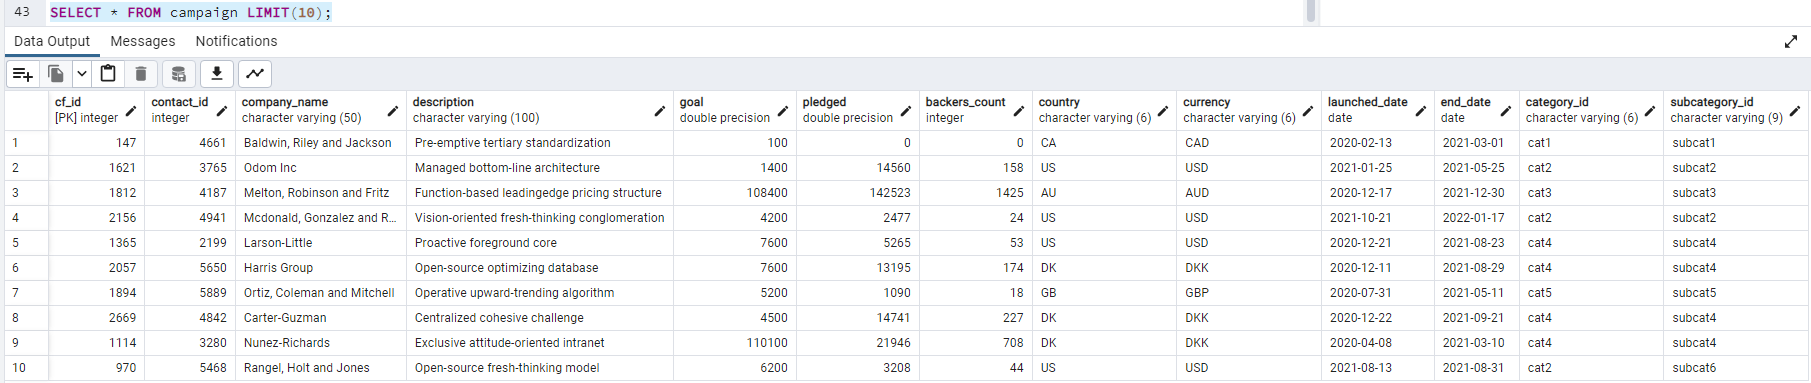 43 SELECT * FROM campaign LIMIT(10);
Data Output Messages Notifications
cf_id contact_id company_name description goal pledged backers_count country currency launched_date end_date category_id subcategory_id
[PK] integer integer character varying (50) character varying (100) double precision double precision integer character varying (6) character varying (6) date date character varying (6) character varying (9)
1 147 4661 Baldwin, Riley and Jackson Pre-emptive tertiary standardization 100 0 0 CA CAD 2020-02-13 2021-03-01 cat1 subcat1
2 1621 3765 Odom Inc Managed bottom-line architecture 1400 14560 158 US USD 2021-01-25 2021-05-25 cat2 subcat2
3 1812 4187 Melton, Robinson and Fritz Function-based leadingedge pricing structure 108400 142523 1425 AU AUD 2020-12-17 2021-12-30 cat3 subcat3
4 2156 4941 Mcdonald, Gonzalez and R... Vision-oriented fresh-thinking conglomeration 4200 2477 24 US USD 2021-10-21 2022-01-17 cat2 subcat2
5 1365 2199 Larson-Little Proactive foreground core 7600 5265 53 US USD 2020-12-21 2021-08-23 cat4 subcat4
6 2057 5650 Harris Group Open-source optimizing database 7600 13195 174 DK DKK 2020-12-11 2021-08-29 cat4 subcat4
7 1894 5889 Ortiz, Coleman and Mitchell Operative upward-trending algorithm 5200 1090 18 GB GBP 2020-07-31 2021-05-11 cat5 subcat5
8 2669 4842 Carter-Guzman Centralized cohesive challenge 4500 14741 227 DK DKK 2020-12-22 2021-09-21 cat4 subcat4
9 1114 3280 Nunez-Richards Exclusive attitude-oriented intranet 110100 21946 708 DK DKK 2020-04-08 2021-03-10 cat4 subcat4
10 970 5468 Rangel, Holt and Jones Open-source fresh-thinking model 6200 3208 44 US USD 2021-08-13 2021-08-31 cat2 subcat6